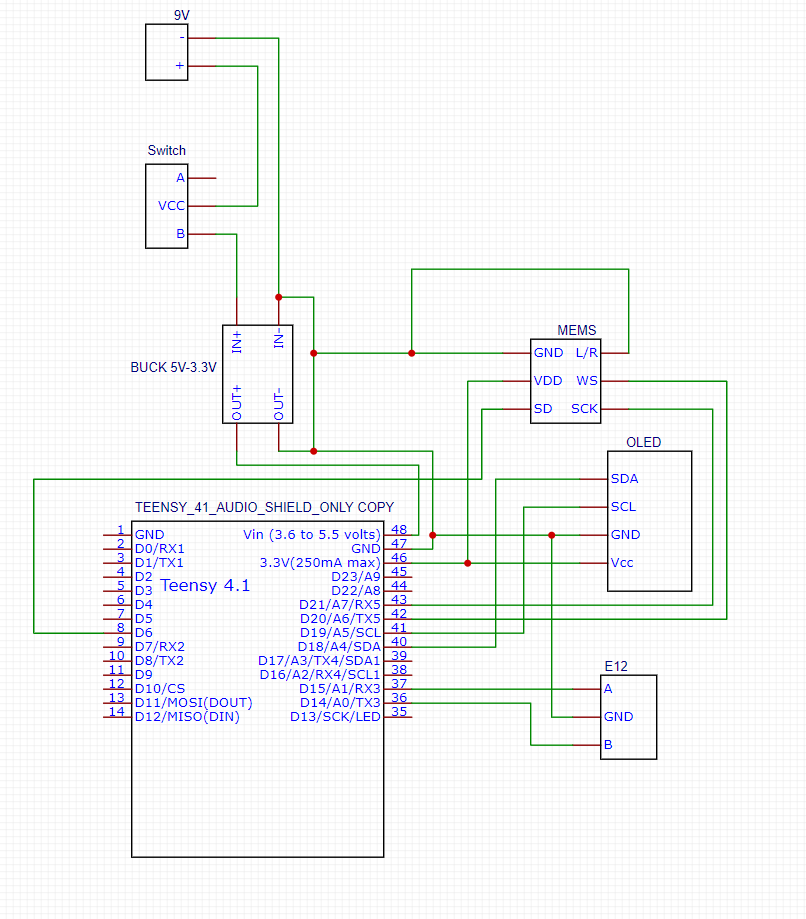 9V
-
+
Switch
A
VCC
B
BUCK 5V-3.3V
IN+
IN-
OUT+
OUT-
MEMS
GND L/R
VDD WS
SD SCK
OLED
SDA
SCL
GND
Vcc
TEENSY_41_AUDIO_SHIELD_ONLY COPY
1 GND Vin (3.6 to 5.5 volts) 48
2 D0/RX1 GND 47
3 D1/TX1 3.3V(250mA max) 46
4 D2 D23/A9 45
5 D3 Teensy 4.1 D22/A8 44
6 D4 D21/A7/RX5 43
7 D5 D20/A6/TX5 42
8 D6 D19/A5/SCL 41
9 D7/RX2 D18/A4/SDA 40
10 D8/TX2 D17/A3/TX4/SDA1 39
11 D9 D16/A2/RX4/SCL1 38
12 D10/CS D15/A1/RX3 37
13 D11/MOSI(DOUT) D14/A0/TX3 36
14 D12/MISO(DIN) D13/SCK/LED 35
E12
A
GND
B